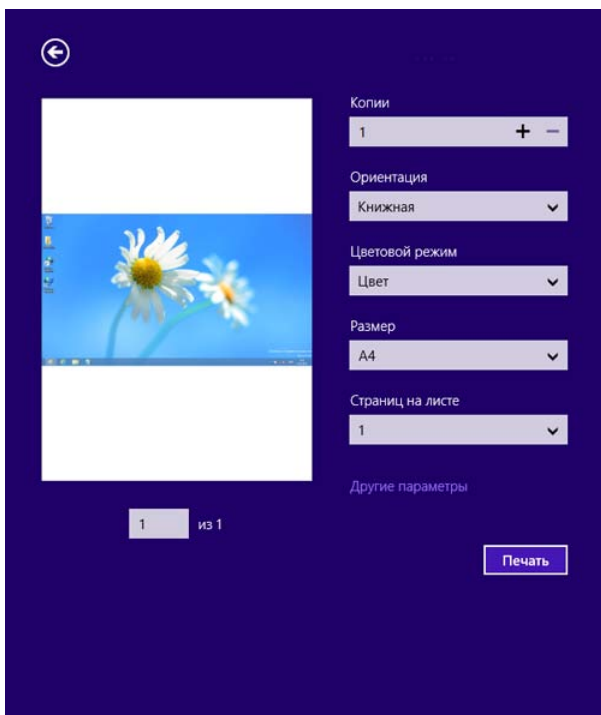 Копии
1
Ориентация
Книжная
Цветовой режим
Цвет
Размер
A4
Страниц на листе
1
Другие параметры
1 из 1
Печать